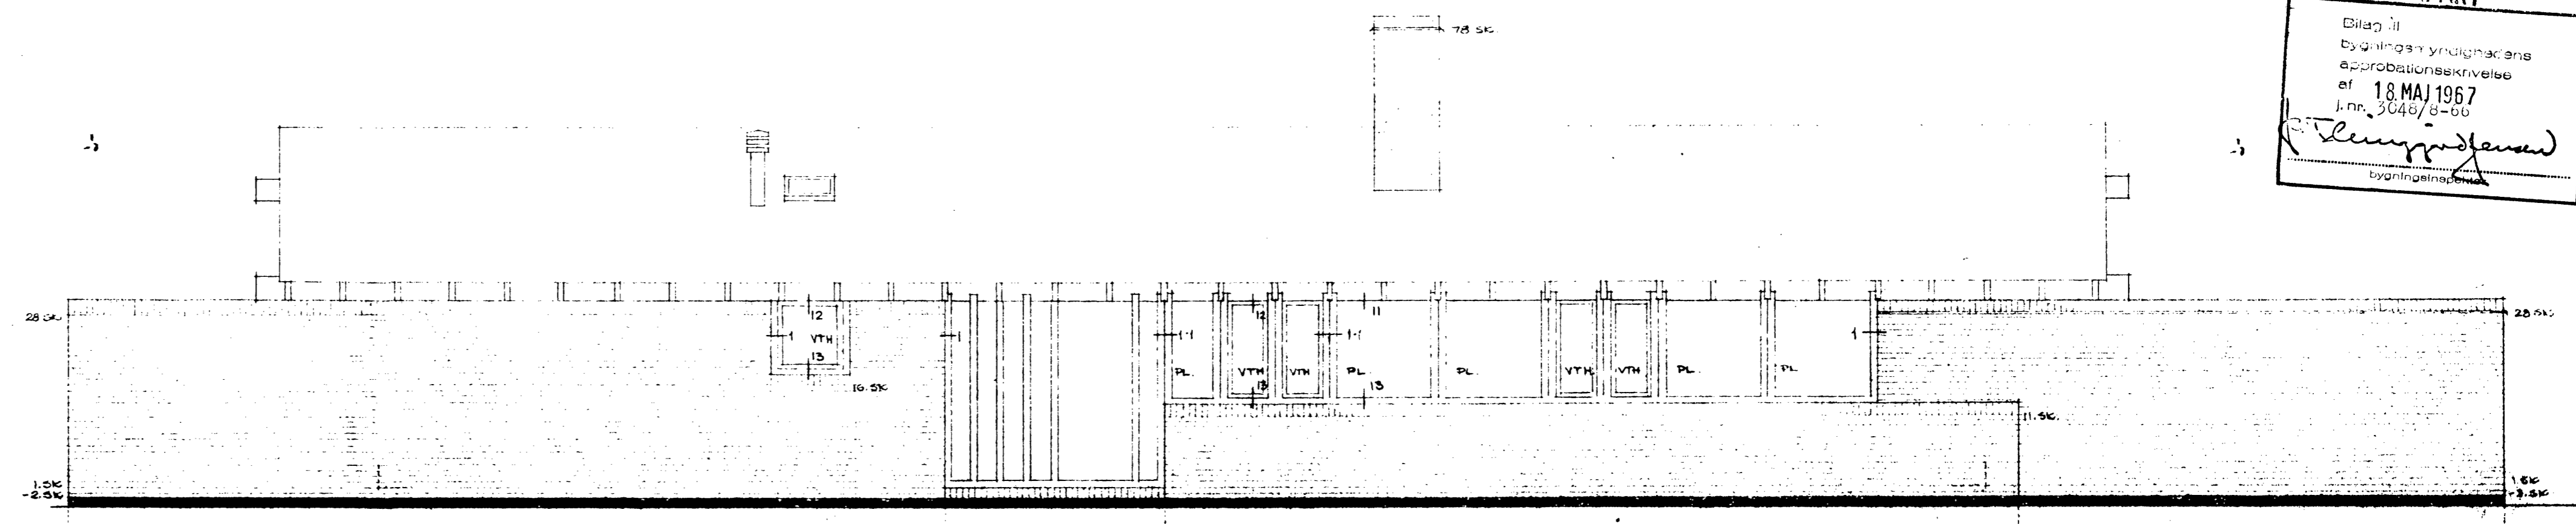 78 SK.
Bilag til
bygningsmyndighedens
approbationsskrivelse
af 18. MAJ 1967
j. nr. 3048/8-66
bygningsinspektør
28 SK.
12
1
VTH
13
16.5K
1
1·1
12
1·1
11
1
28 SK.
PL.
VTH
VTH
PL.
PL.
VTH
VTH
PL.
PL
13
13
11.5K.
1.5K
-2.5K
1.5K
-2.5K